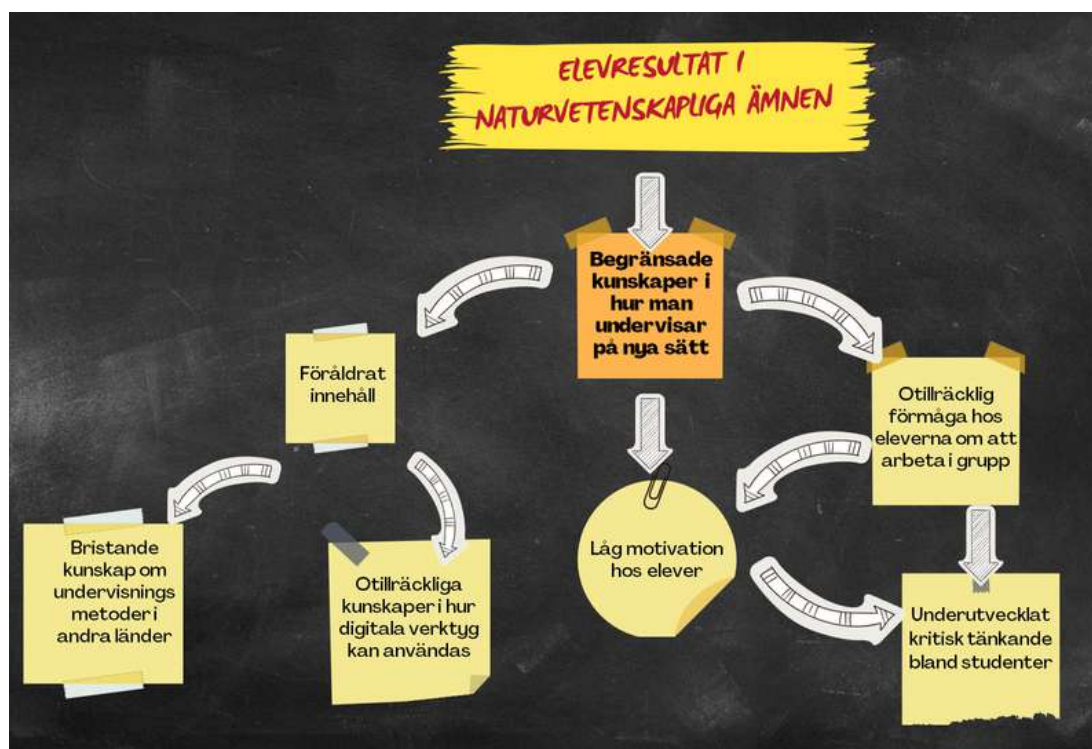 ELEVRESULTAT I
NATURVETENSKAPLIGA ÄMNEN
Begränsade
kunskaper i
hur man
undervisar
på nya sätt
Föråldrat
innehåll
Otillräcklig
förmåga hos
eleverna om att
arbeta i grupp
Bristande
kunskap om
undervisnings
metoder i
andra länder
Otillräckliga
kunskaper i hur
digitala verktyg
kan användas
Låg motivation
hos elever
Underutvecklat
kritisk tänkande
bland studenter